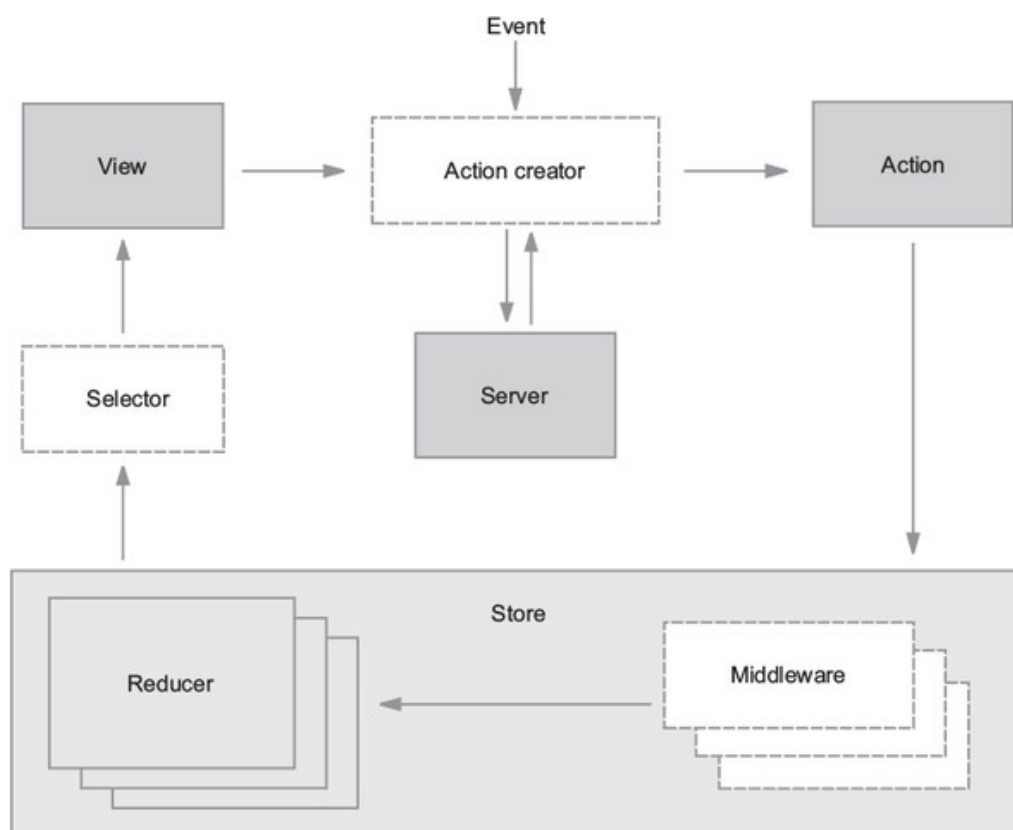 Event
View
Action creator
Action
Selector
Server
Store
Reducer
Middleware